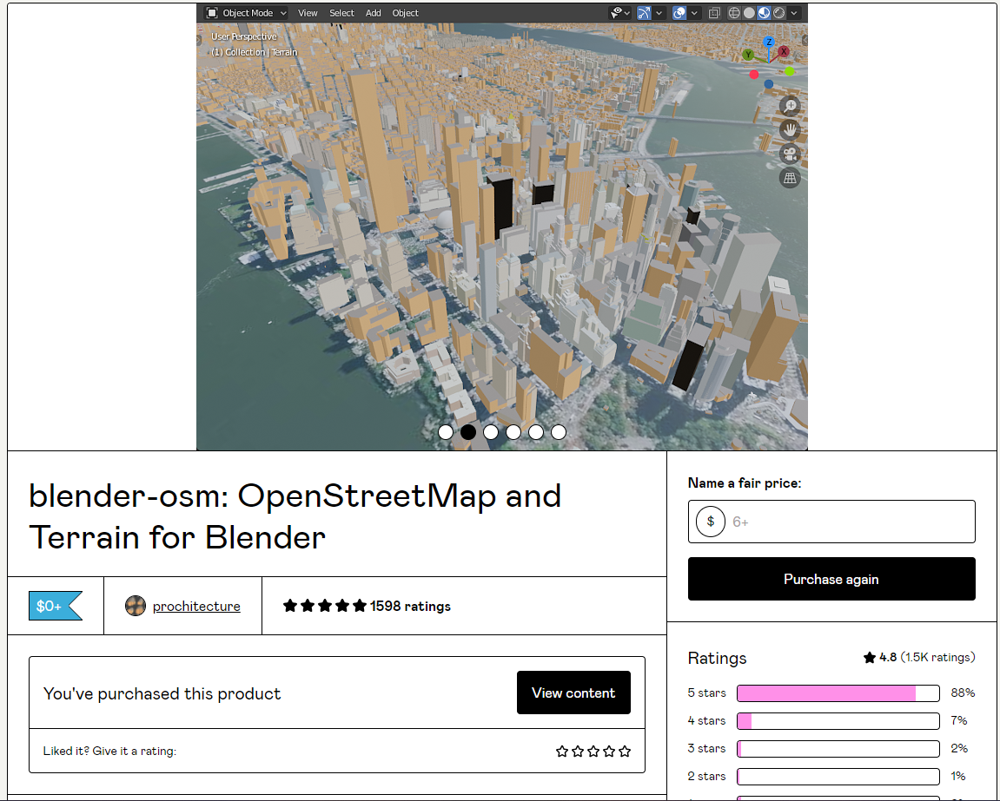 Object Mode View Select Add Object
User Perspective
(1) Collection | Terrain
Z
Y
X
blender-osm: OpenStreetMap and
Terrain for Blender
$0+
prochitecture
1598 ratings
You've purchased this product
View content
Liked it? Give it a rating:
Name a fair price:
$ 6+
Purchase again
Ratings
4.8 (1.5K ratings)
5 stars 88%
4 stars 7%
3 stars 2%
2 stars 1%